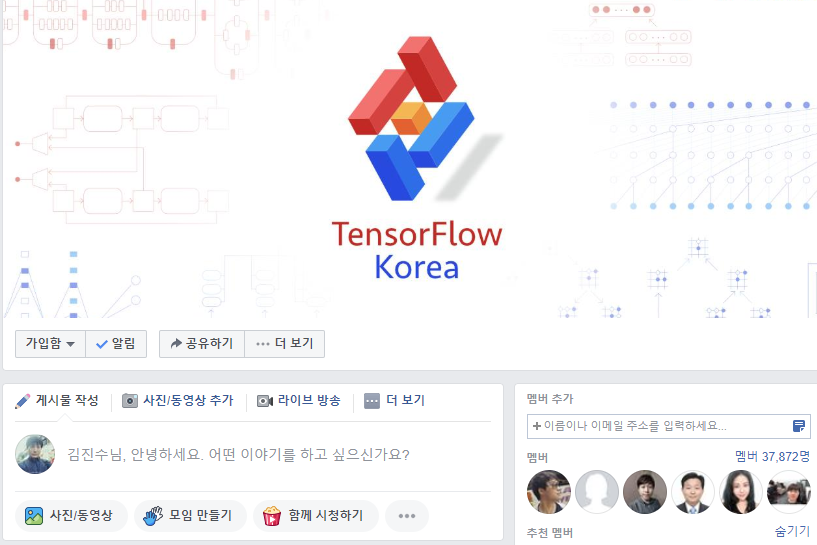 TensorFlow
Korea
가입함 알림 공유하기 더 보기
게시물 작성 사진/동영상 추가 라이브 방송 더 보기
김진수님, 안녕하세요. 어떤 이야기를 하고 싶으신가요?
사진/동영상 모임 만들기 함께 시청하기
멤버 추가
+ 이름이나 이메일 주소를 입력하세요...
멤버 멤버 37,872명
추천 멤버 숨기기